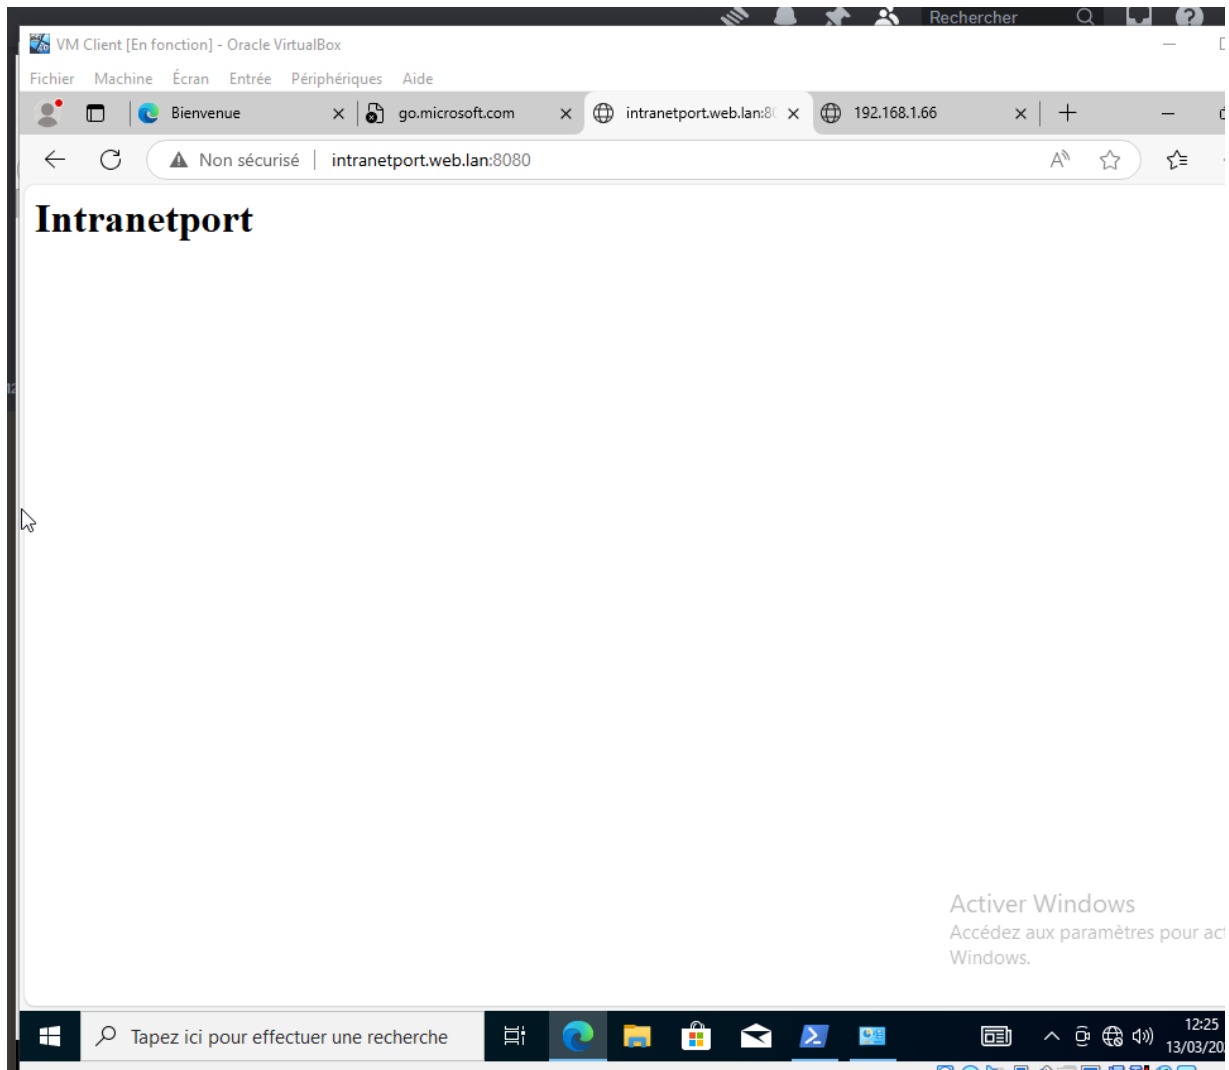 Rechercher
VM Client [En fonction] - Oracle VirtualBox
Fichier Machine Écran Entrée Périphériques Aide
Bienvenue
go.microsoft.com
intranetport.web.lan:80
192.168.1.66
Non sécurisé
intranetport.web.lan:8080
Intranetport
Activer Windows
Accédez aux paramètres pour act
Windows.
Tapez ici pour effectuer une recherche
12:25
13/03/20